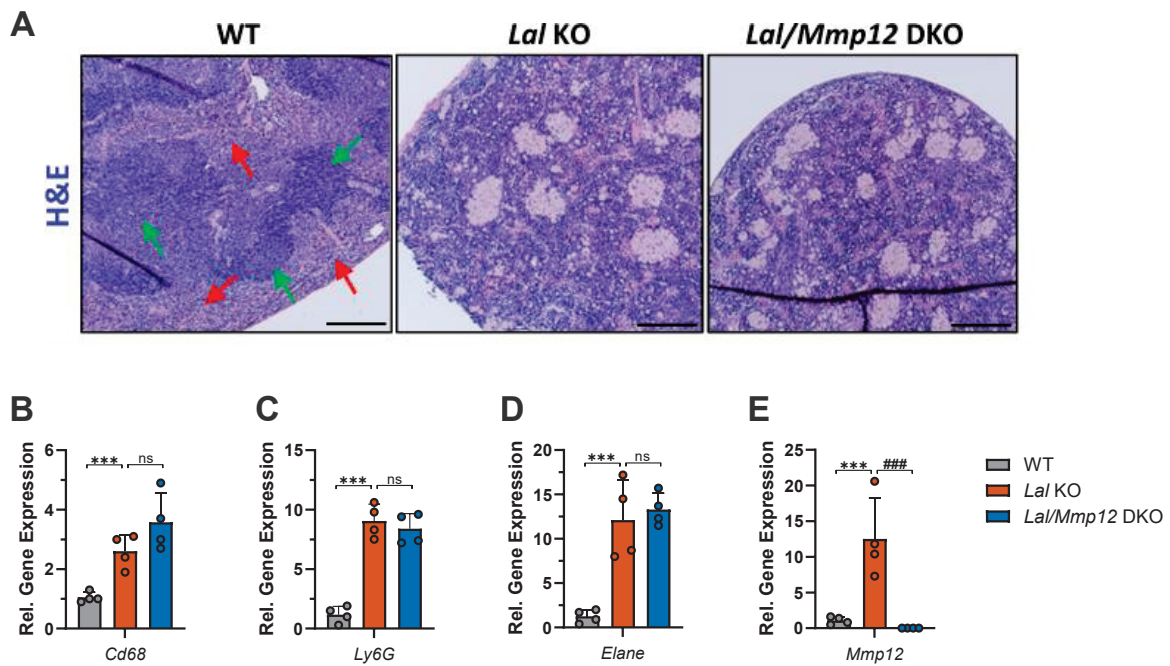 A
WT
Lal KO
Lal/Mmp12 DKO
H&E
B
Rel. Gene Expression
6
4
2
0
***
ns
Cd68
C
Rel. Gene Expression
15
10
5
0
***
ns
Ly6G
D
Rel. Gene Expression
20
15
10
5
0
***
ns
Elane
E
Rel. Gene Expression
25
20
15
10
5
0
***
###
Mmp12
WT
Lal KO
Lal/Mmp12 DKO